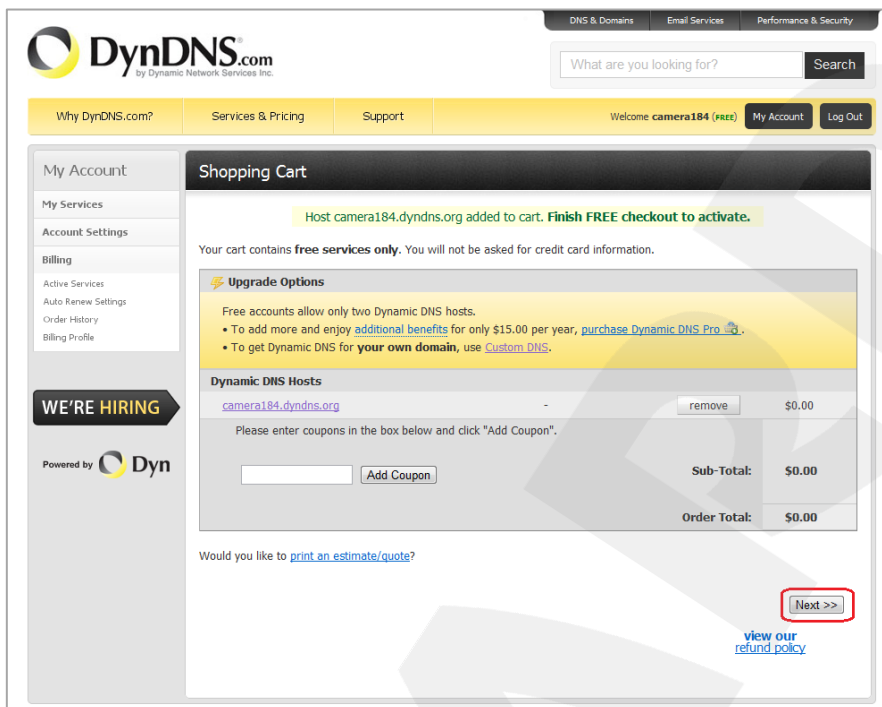 DNS & Domains Email Services Performance & Security
DynDNS.com
by Dynamic Network Services Inc.
What are you looking for? Search
Why DynDNS.com? Services & Pricing Support Welcome camera184 (FREE) My Account Log Out
My Account
My Services
Account Settings
Billing
Active Services
Auto Renew Settings
Order History
Billing Profile
WE'RE HIRING
Powered by Dyn
Shopping Cart
Host camera184.dyndns.org added to cart. Finish FREE checkout to activate.
Your cart contains free services only. You will not be asked for credit card information.
Upgrade Options
Free accounts allow only two Dynamic DNS hosts.
• To add more and enjoy additional benefits for only $15.00 per year, purchase Dynamic DNS Pro .
• To get Dynamic DNS for your own domain, use Custom DNS.
Dynamic DNS Hosts
camera184.dyndns.org - remove $0.00
Please enter coupons in the box below and click "Add Coupon".
Add Coupon Sub-Total: $0.00
Order Total: $0.00
Would you like to print an estimate/quote?
Next >>
view our
refund policy